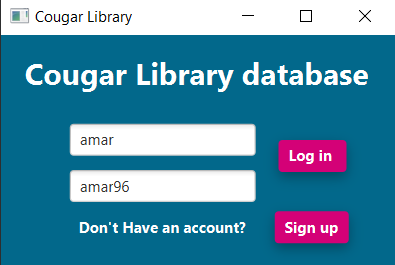 Cougar Library
Cougar Library database
amar
Log in
amar96
Don't Have an account?
Sign up